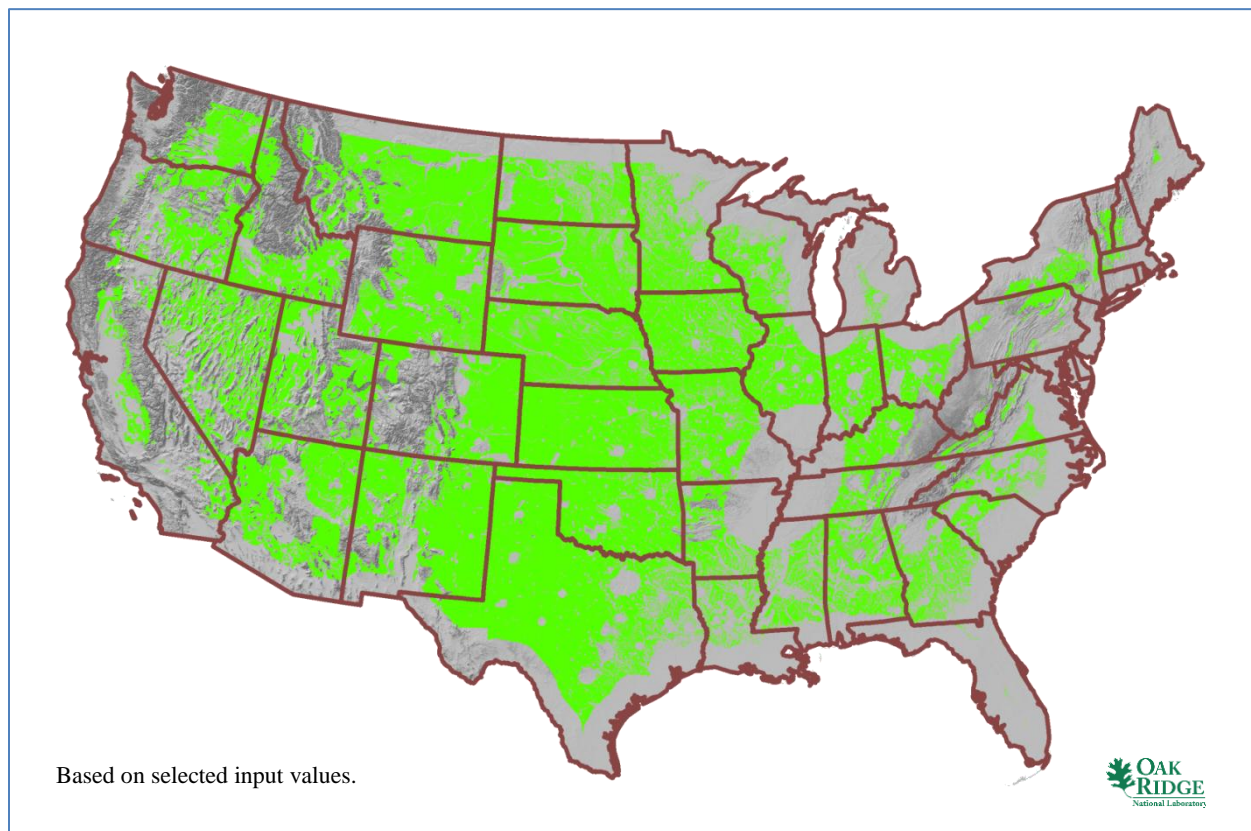 Based on selected input values.
OAK
RIDGE
National Laboratory